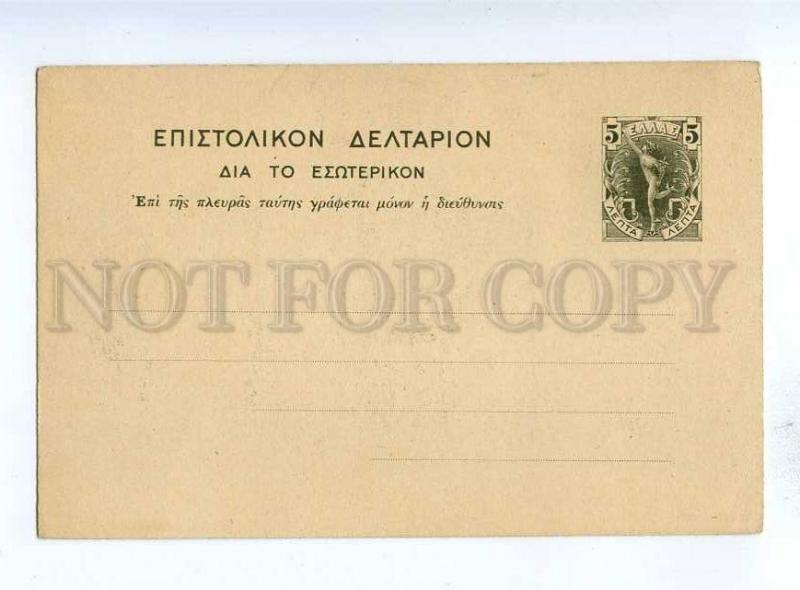 ΕΠΙΣΤΟΛΙΚΟΝ ΔΕΛΤΑΡΙΟΝ
ΔΙΑ ΤΟ ΕΣΩΤΕΡΙΚΟΝ
Ἐπὶ τῆς πλευρᾶς ταύτης γράφεται μόνον ἡ διεύθυνσις
5 ΕΛΛΑΣ 5
ΛΕΠΤΑ ΛΕΠΤΑ
NOT FOR COPY